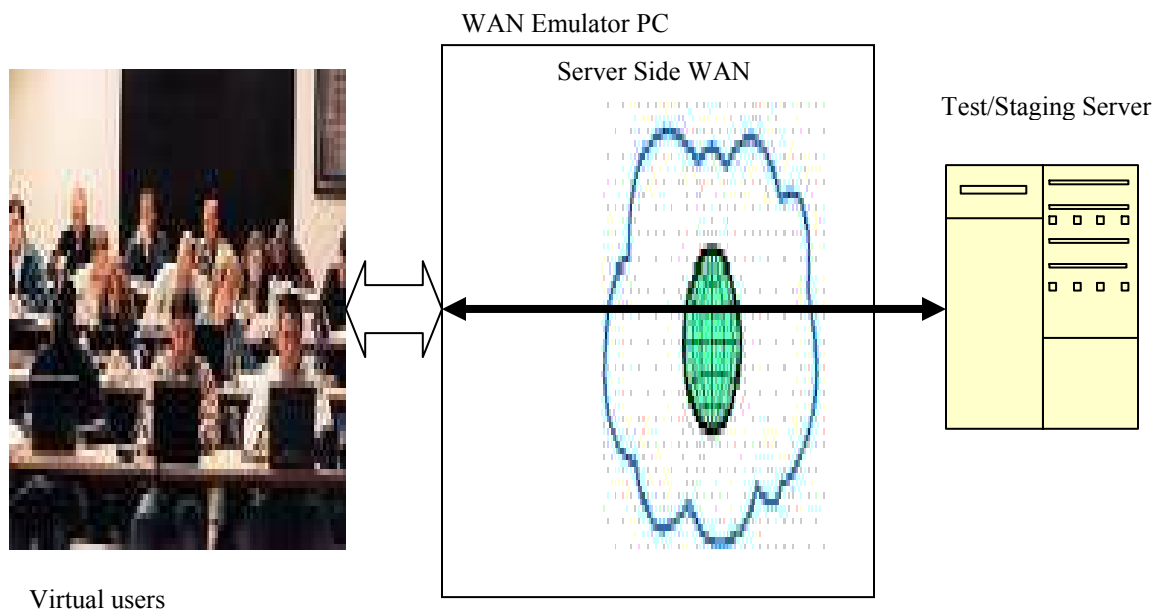 WAN Emulator PC
Server Side WAN
Test/Staging Server
Virtual users